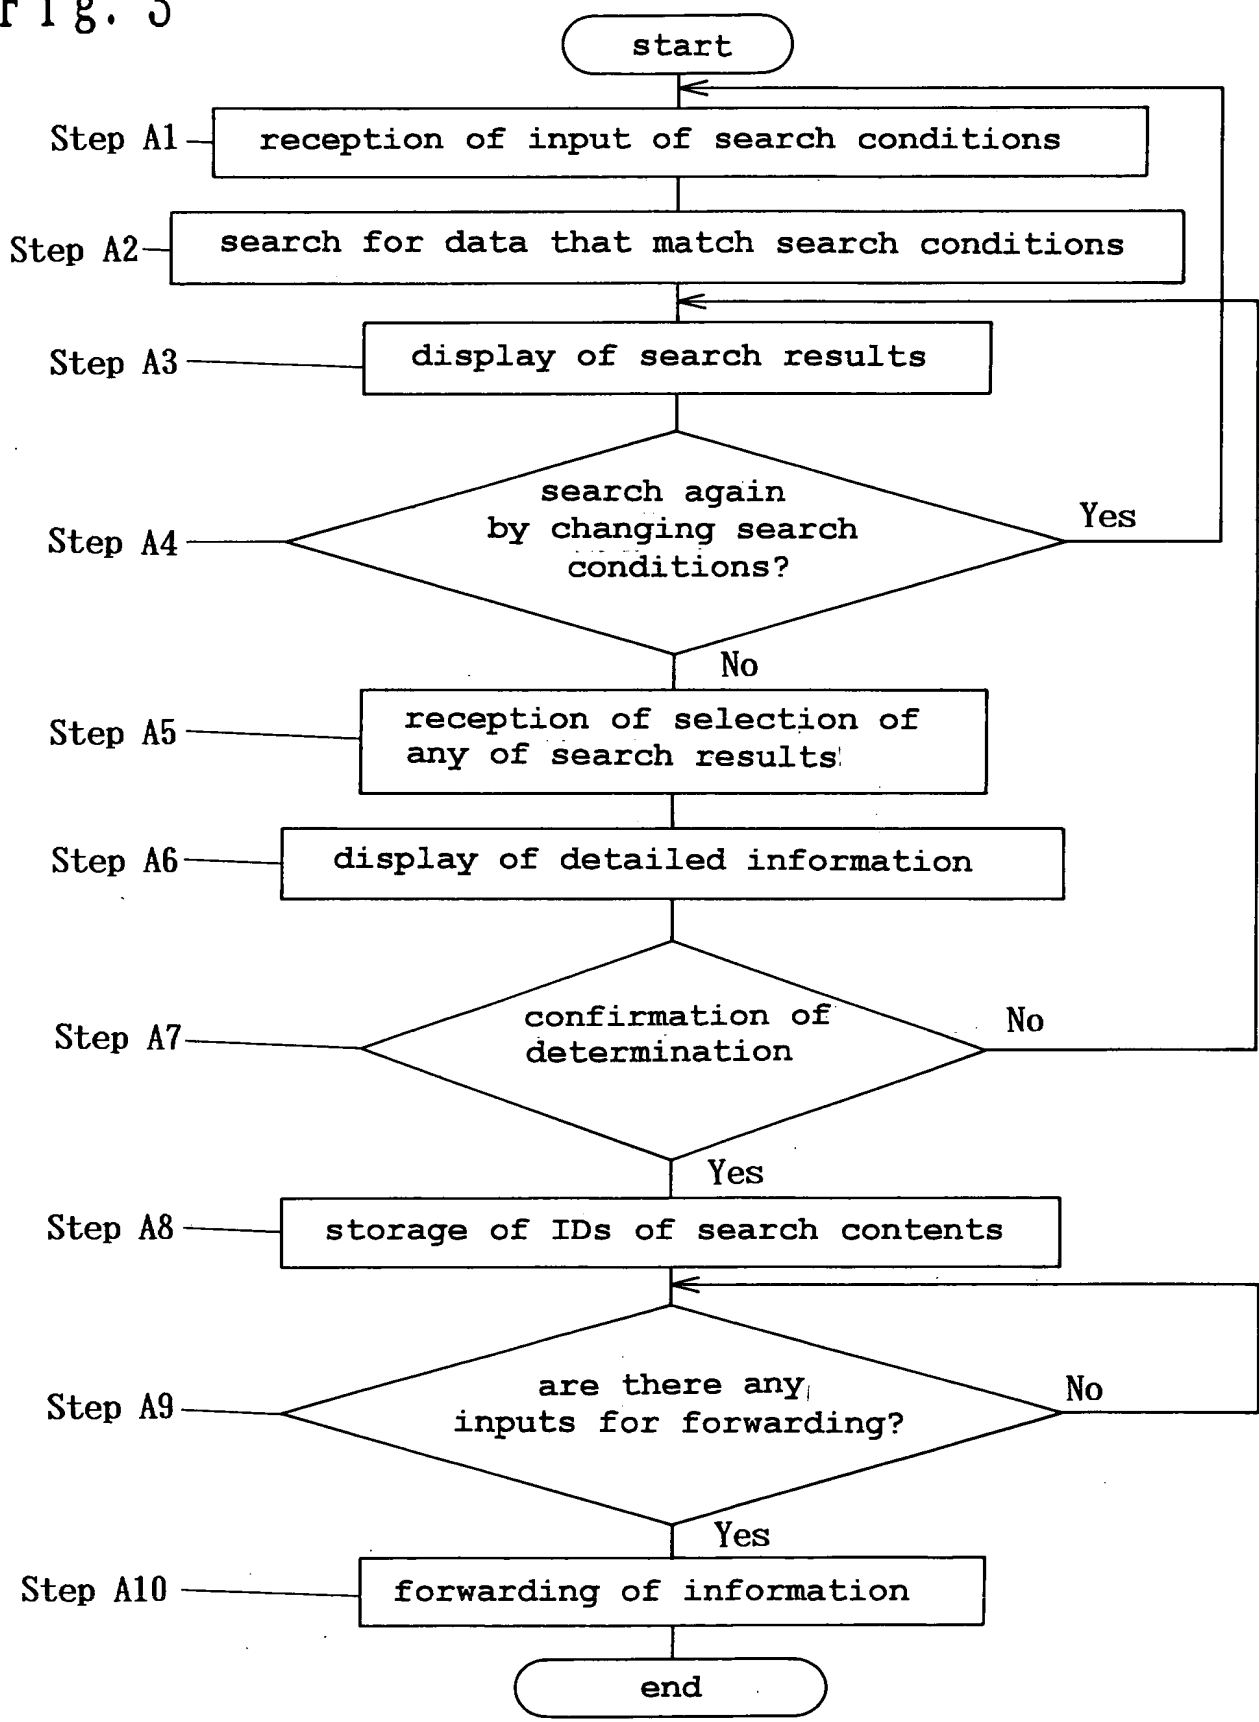 Fig. 3
start
Step A1
reception of input of search conditions
Step A2
search for data that match search conditions
Step A3
display of search results
Step A4
search again
by changing search
conditions?
Yes
No
Step A5
reception of selection of
any of search results
Step A6
display of detailed information
Step A7
confirmation of
determination
No
Yes
Step A8
storage of IDs of search contents
Step A9
are there any
inputs for forwarding?
No
Yes
Step A10
forwarding of information
end